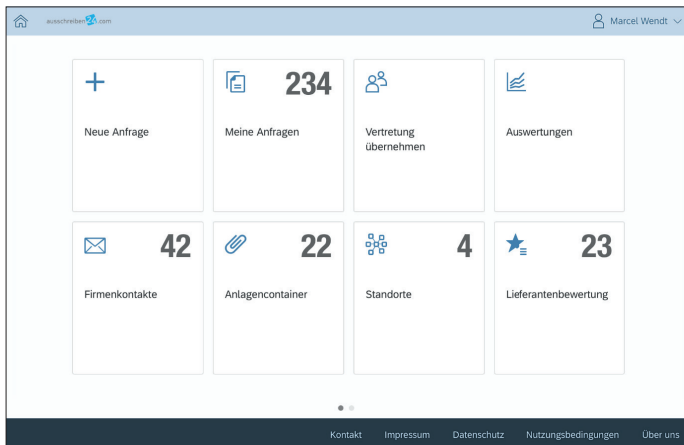 ausschreiben24.com
Marcel Wendt
Neue Anfrage
234
Meine Anfragen
Vertretung
übernehmen
Auswertungen
42
Firmenkontakte
22
Anlagencontainer
4
Standorte
23
Lieferantenbewertung
Kontakt Impressum Datenschutz Nutzungsbedingungen Über uns